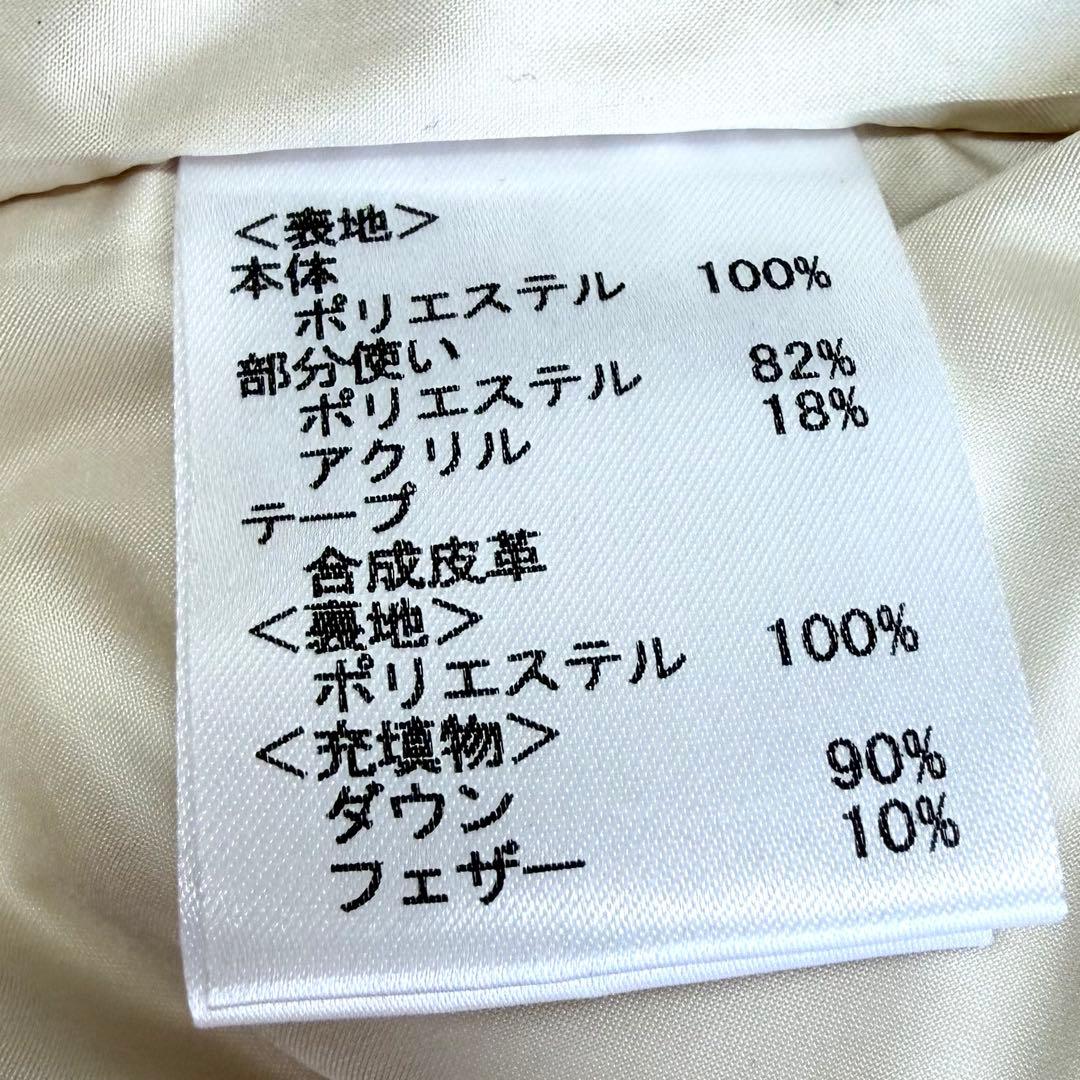 <表地>
本体
ポリエステル 100%
部分使い
ポリエステル 82%
アクリル 18%
テープ
合成皮革
<裏地>
ポリエステル 100%
<充填物>
ダウン 90%
フェザー 10%